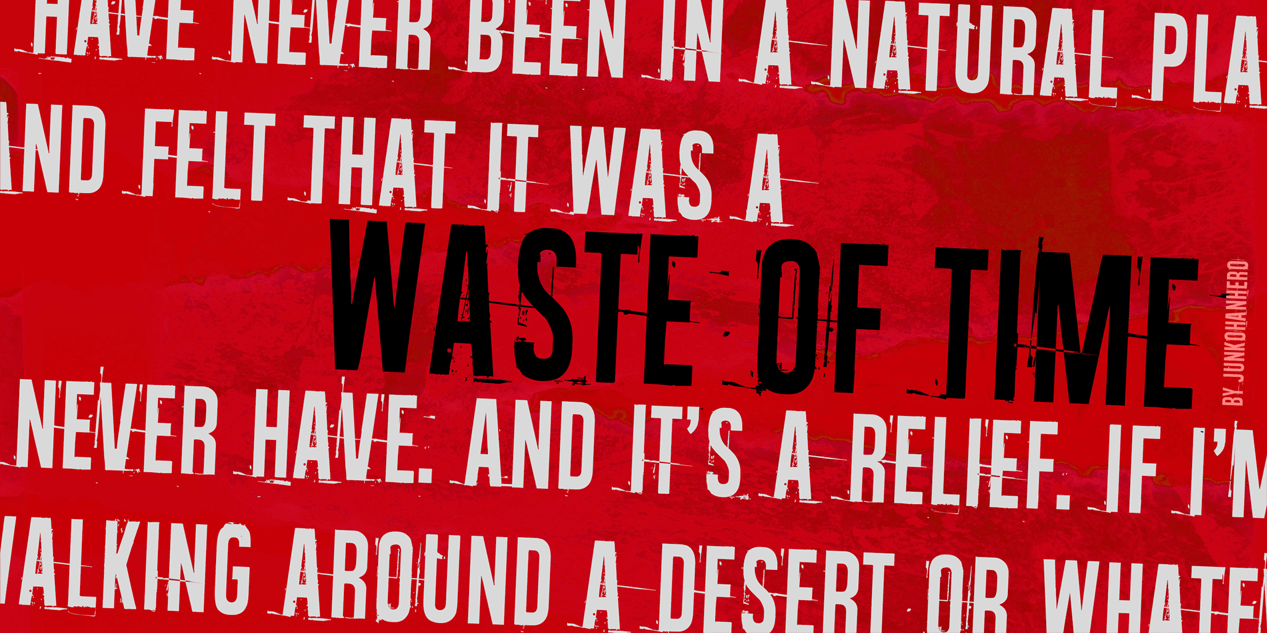 HAVE NEVER BEEN IN A NATURAL PLA
AND FELT THAT IT WAS A
WASTE OF TIME
BY JUNKOHANHERO
NEVER HAVE. AND IT'S A RELIEF. IF I'M
WALKING AROUND A DESERT OR WHATE